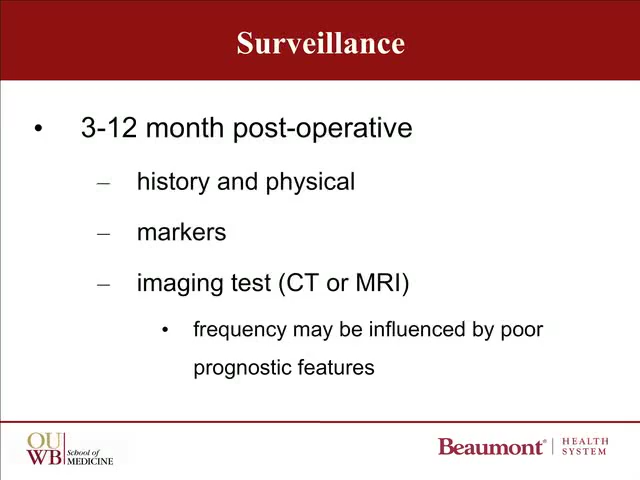 Surveillance
• 3-12 month post-operative
– history and physical
– markers
– imaging test (CT or MRI)
• frequency may be influenced by poor
prognostic features
OU
WB School of
MEDICINE
Beaumont® HEALTH
SYSTEM